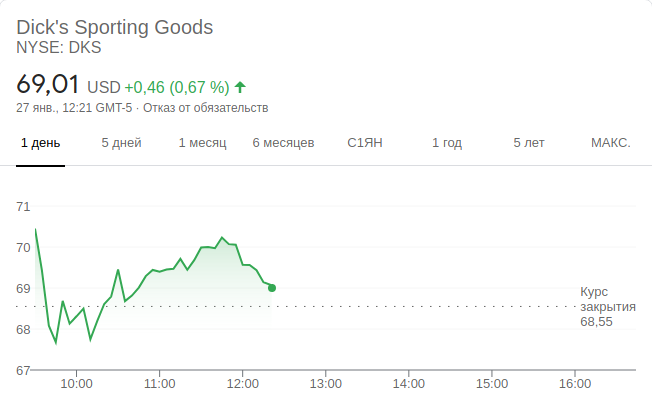 Dick's Sporting Goods
NYSE: DKS
69,01 USD +0,46 (0,67 %) ↑
27 янв., 12:21 GMT-5 · Отказ от обязательств
1 день 5 дней 1 месяц 6 месяцев С1ЯН 1 год 5 лет МАКС.
71
70
69
68
67
Курс
закрытия
68,55
10:00 11:00 12:00 13:00 14:00 15:00 16:00